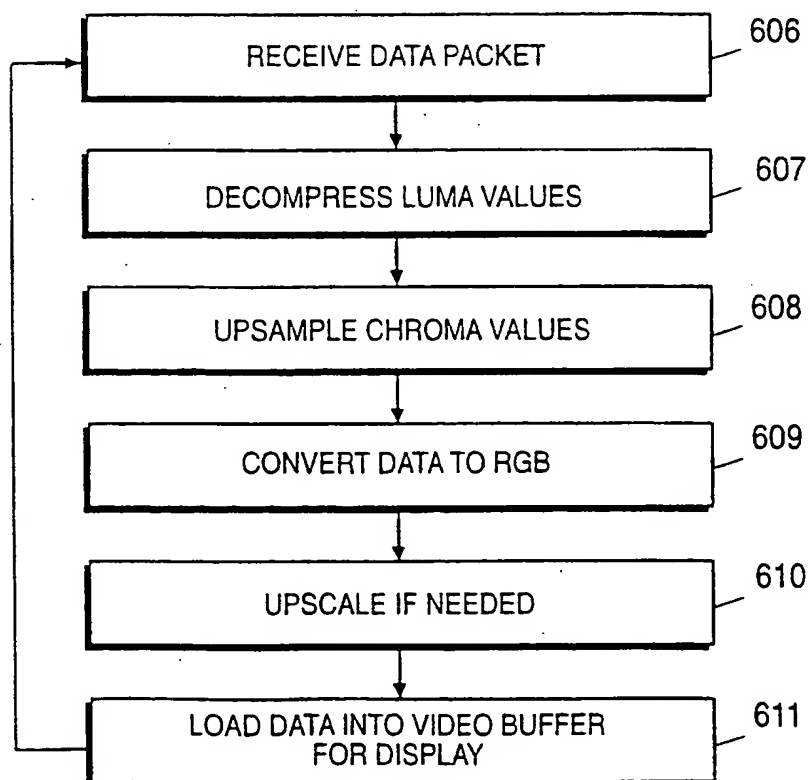 RECEIVE DATA PACKET
606
DECOMPRESS LUMA VALUES
607
UPSAMPLE CHROMA VALUES
608
CONVERT DATA TO RGB
609
UPSCALE IF NEEDED
610
LOAD DATA INTO VIDEO BUFFER
FOR DISPLAY
611